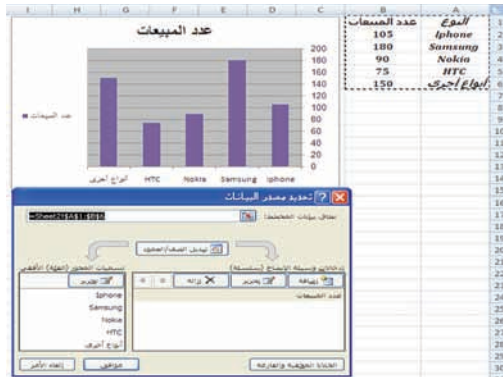 A B C D E F G H I
النوع عدد المبيعات
Iphone 105
Samsung 180
Nokia 90
HTC 75
أنواع أخرى 150
عدد المبيعات
200
180
160
140
120
100
80
60
40
20
0
Iphone Samsung Nokia HTC أنواع أخرى
عدد المبيعات
تحديد مصدر البيانات
نطاق بيانات المخطط:
=Sheet2!$A$1:$B$6
تبديل الصف/العمود
إدخالات وسيلة الإيضاح (سلسلة)
إضافة تحرير إزالة
عدد المبيعات
تسميات المحور (الفئة) الأفقي
تحرير
Iphone
Samsung
Nokia
HTC
أنواع أخرى
الخلايا المخفية والفارغة
موافق إلغاء الأمر